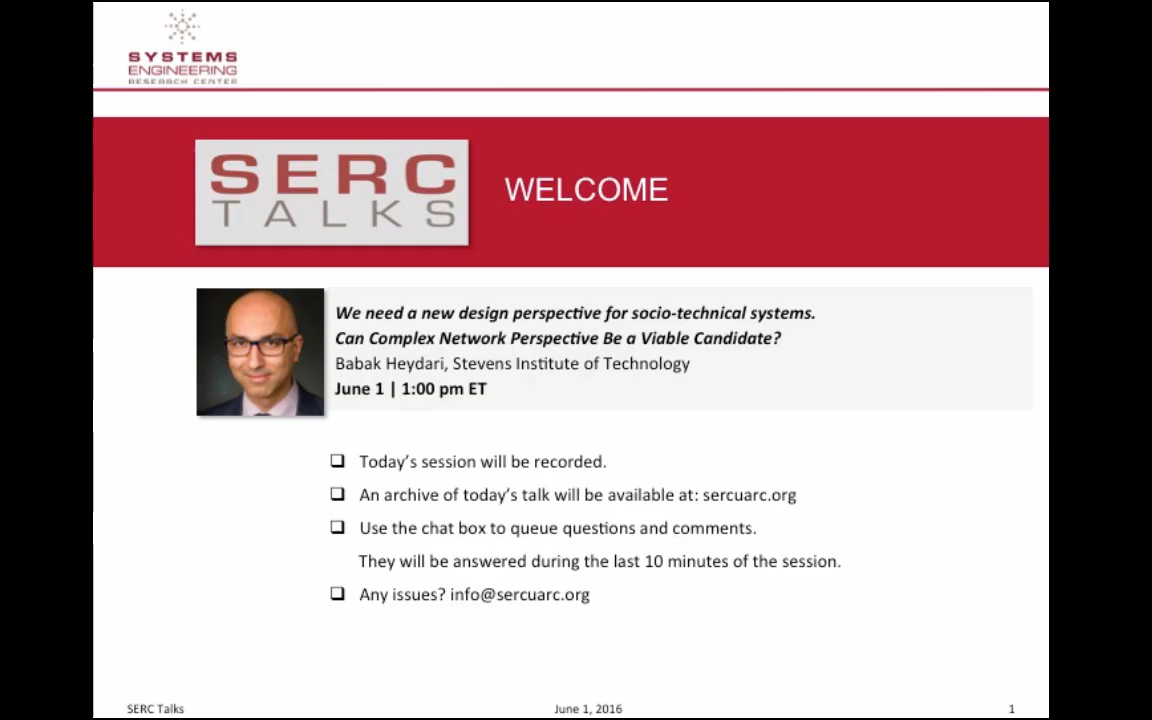 SYSTEMS
ENGINEERING
RESEARCH CENTER
SERC
TALKS
WELCOME
We need a new design perspective for socio-technical systems.
Can Complex Network Perspective Be a Viable Candidate?
Babak Heydari, Stevens Institute of Technology
June 1 | 1:00 pm ET
Today’s session will be recorded.
An archive of today’s talk will be available at: sercuarc.org
Use the chat box to queue questions and comments.
They will be answered during the last 10 minutes of the session.
Any issues? info@sercuarc.org
SERC Talks
June 1, 2016
1